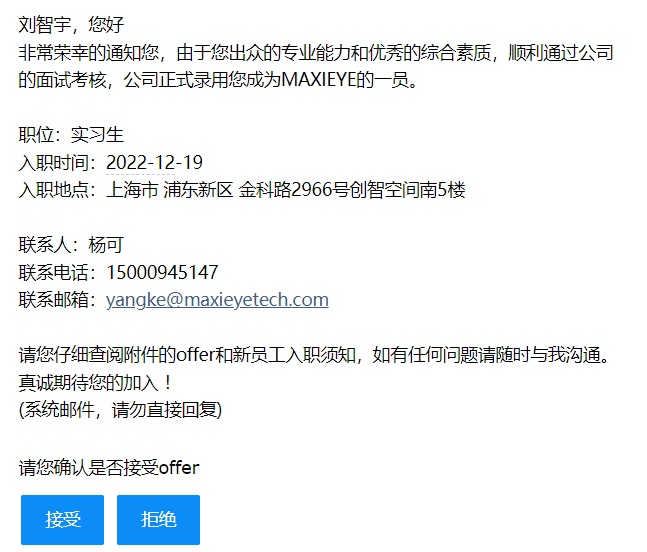 刘智宇，您好
非常荣幸的通知您，由于您出众的专业能力和优秀的综合素质，顺利通过公司
的面试考核，公司正式录用您成为MAXIEYE的一员。
职位：实习生
入职时间：2022-12-19
入职地点：上海市 浦东新区 金科路2966号创智空间南5楼
联系人：杨可
联系电话：15000945147
联系邮箱：yangke@maxieyetech.com
请您仔细查阅附件的offer和新员工入职须知，如有任何问题请随时与我沟通。
真诚期待您的加入！
(系统邮件，请勿直接回复)
请您确认是否接受offer
接受 拒绝